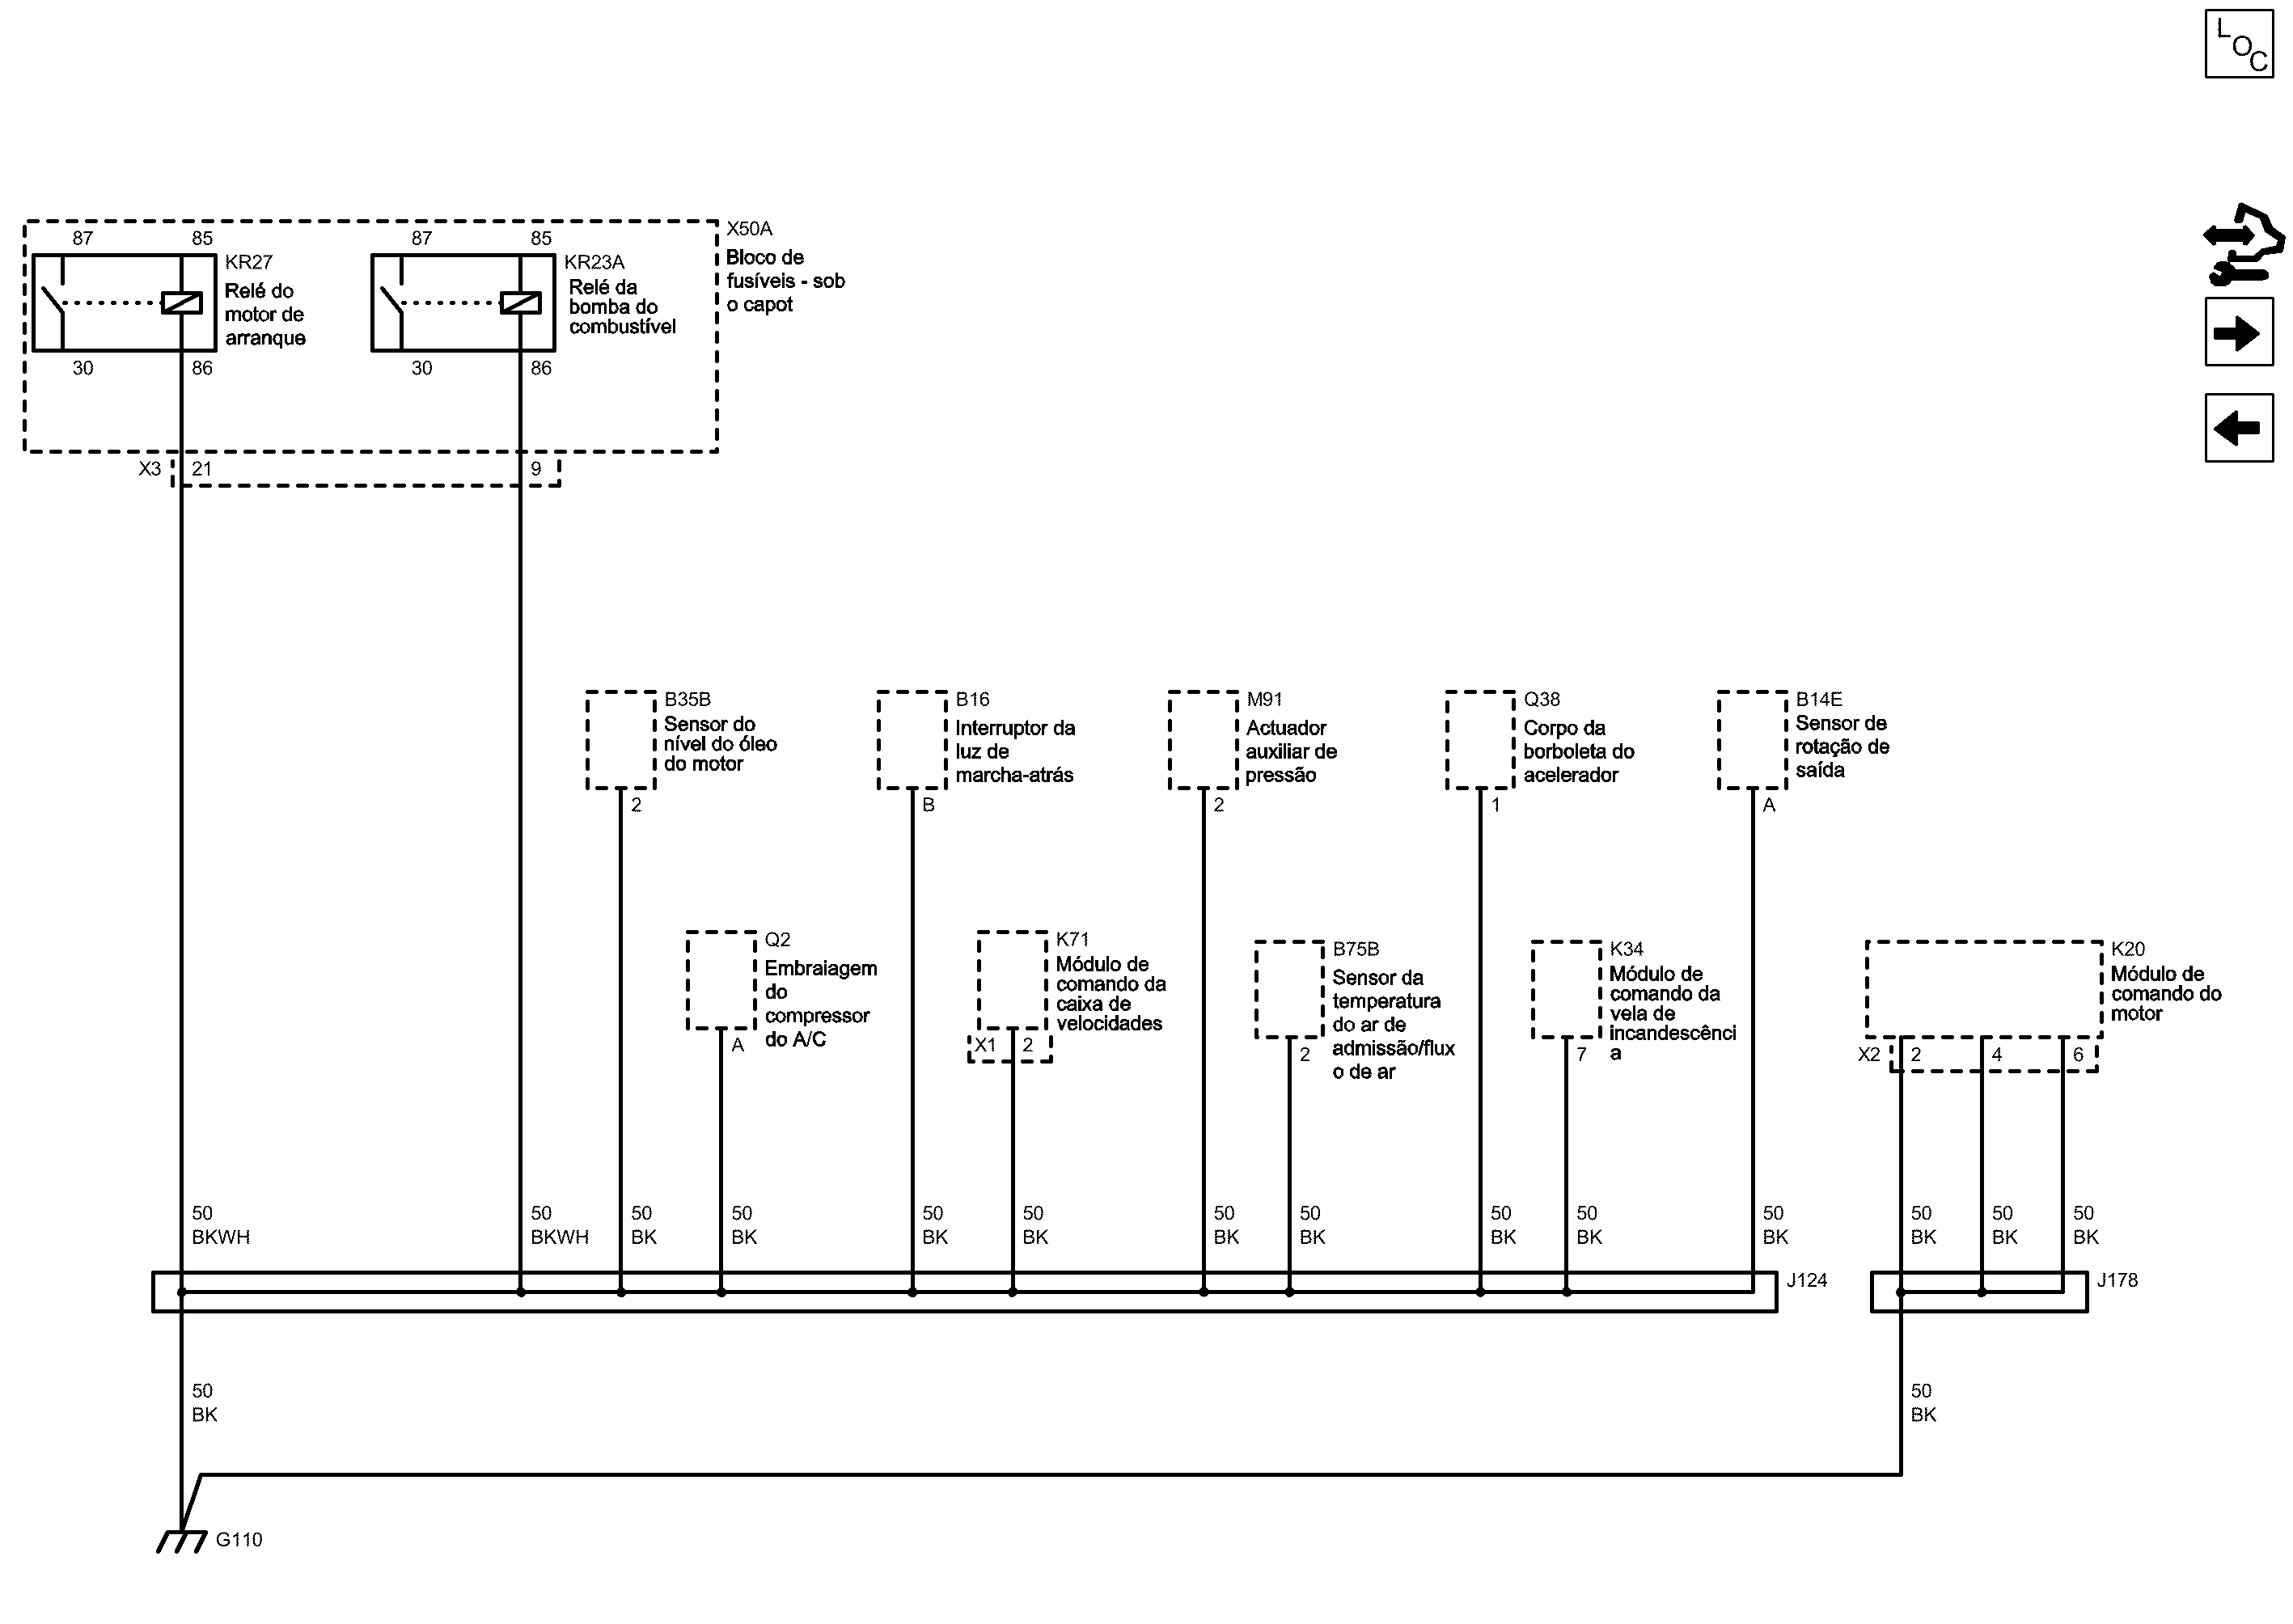 LOC
X50A
Bloco de
fusíveis - sob
o capot
87
85
KR27
Relé do
motor de
arranque
30
86
87
85
KR23A
Relé da
bomba do
combustível
30
86
X3
21
9
B35B
Sensor do
nível do óleo
do motor
2
B16
Interruptor da
luz de
marcha-atrás
B
M91
Actuador
auxiliar de
pressão
2
Q38
Corpo da
borboleta do
acelerador
1
B14E
Sensor de
rotação de
saída
A
Q2
Embraiagem
do
compressor
do A/C
A
K71
Módulo de
comando da
caixa de
velocidades
X1
2
B75B
Sensor da
temperatura
do ar de
admissão/flux
o de ar
2
K34
Módulo de
comando da
vela de
incandescênci
a
7
K20
Módulo de
comando do
motor
X2
2
4
6
50
BKWH
50
BKWH
50
BK
50
BK
50
BK
50
BK
50
BK
50
BK
50
BK
50
BK
50
BK
50
BK
50
BK
50
BK
J124
J178
50
BK
50
BK
G110